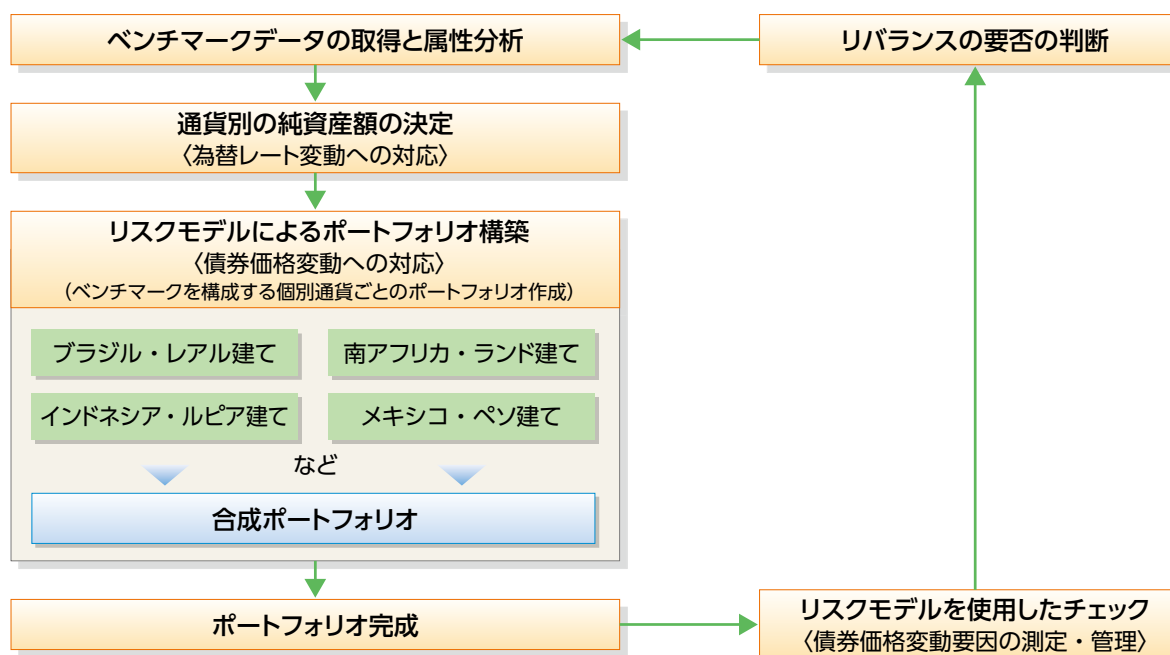 ベンチマークデータの取得と属性分析
リバランスの要否の判断
通貨別の純資産額の決定
〈為替レート変動への対応〉
リスクモデルによるポートフォリオ構築
〈債券価格変動への対応〉
（ベンチマークを構成する個別通貨ごとのポートフォリオ作成）
ブラジル・レアル建て
南アフリカ・ランド建て
インドネシア・ルピア建て
メキシコ・ペソ建て
など
合成ポートフォリオ
ポートフォリオ完成
リスクモデルを使用したチェック
〈債券価格変動要因の測定・管理〉